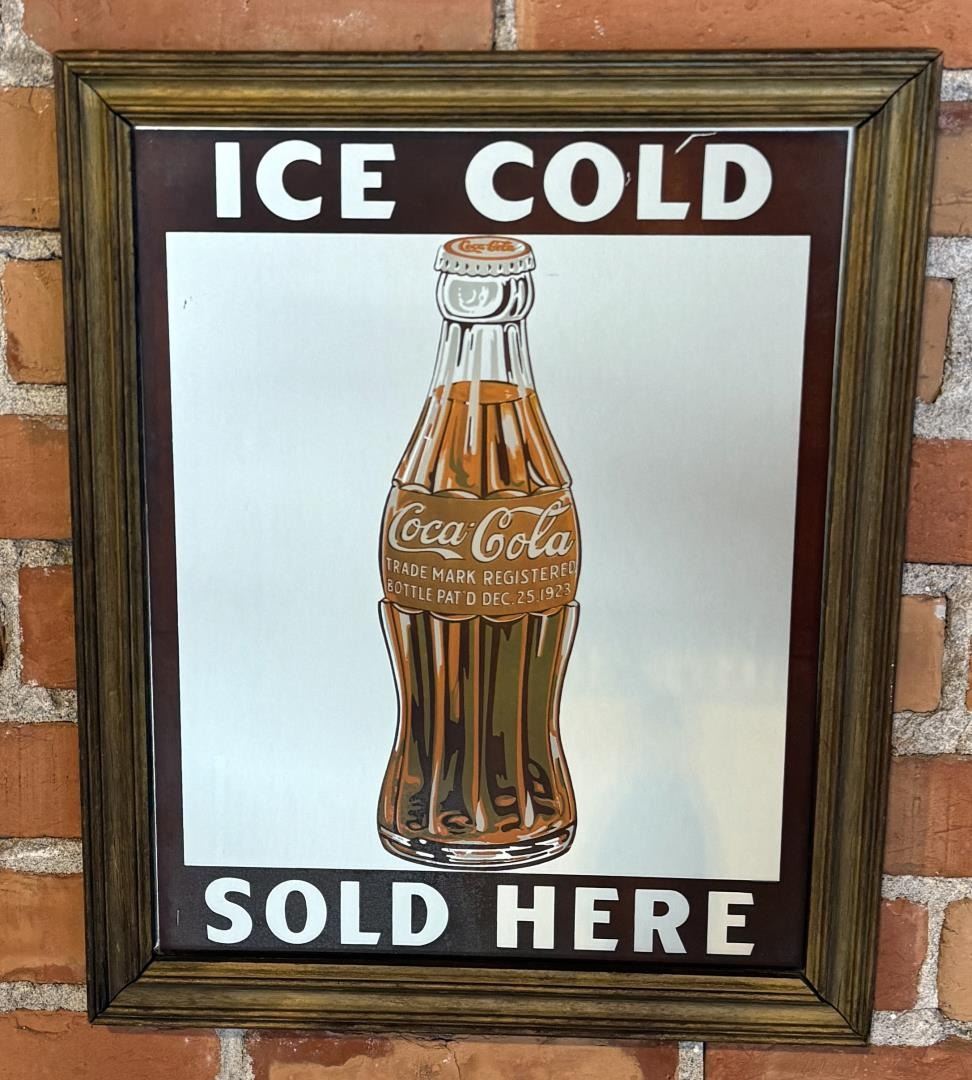 ICE COLD
Coca-Cola
Coca-Cola
TRADE MARK REGISTERED
BOTTLE PAT'D DEC. 25, 1923
SOLD HERE